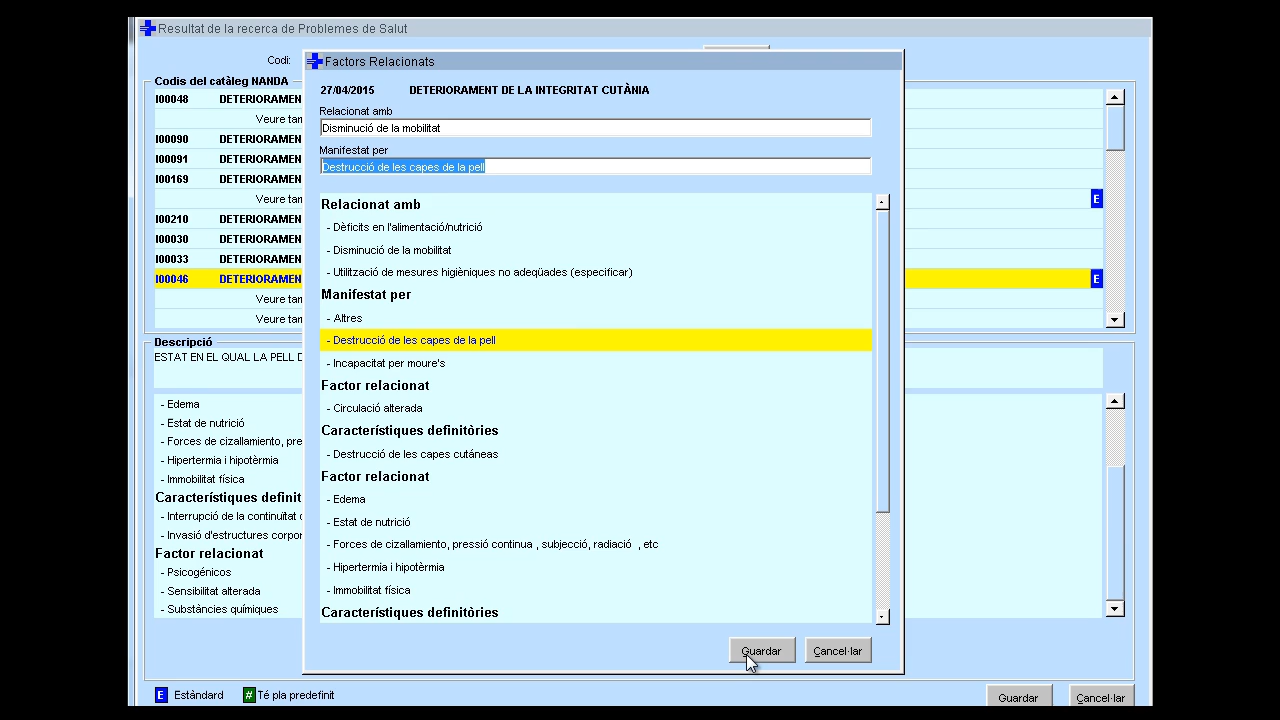 Resultat de la recerca de Problemes de Salut
Codi:
Codis del catàleg NANDA
I00048 DETERIORAMEN
Veure tan
I00090 DETERIORAMEN
I00091 DETERIORAMEN
I00169 DETERIORAMEN
Veure tan
E
I00210 DETERIORAMEN
I00030 DETERIORAMEN
I00033 DETERIORAMEN
I00046 DETERIORAMEN
E
Veure tan
Veure tan
Descripció
ESTAT EN EL QUAL LA PELL D
- Edema
- Estat de nutrició
- Forces de cizallamiento, pre
- Hipertermia i hipotèrmia
- Immobilitat física
Característiques definit
- Interrupció de la continuïtat c
- Invasió d'estructures corpor
Factor relacionat
- Psicogénicos
- Sensibilitat alterada
- Substàncies químiques
E Estàndard
# Té pla predefinit
Guardar
Cancel·lar
Factors Relacionats
27/04/2015 DETERIORAMENT DE LA INTEGRITAT CUTÀNIA
Relacionat amb
Disminució de la mobilitat
Manifestat per
Destrucció de les capes de la pell
Relacionat amb
- Dèficits en l'alimentació/nutrició
- Disminució de la mobilitat
- Utilització de mesures higièniques no adeqüades (especificar)
Manifestat per
- Altres
- Destrucció de les capes de la pell
- Incapacitat per moure's
Factor relacionat
- Circulació alterada
Característiques definitòries
- Destrucció de les capes cutáneas
Factor relacionat
- Edema
- Estat de nutrició
- Forces de cizallamiento, pressió continua , subjecció, radiació , etc
- Hipertermia i hipotèrmia
- Immobilitat física
Característiques definitòries
Guardar
Cancel·lar